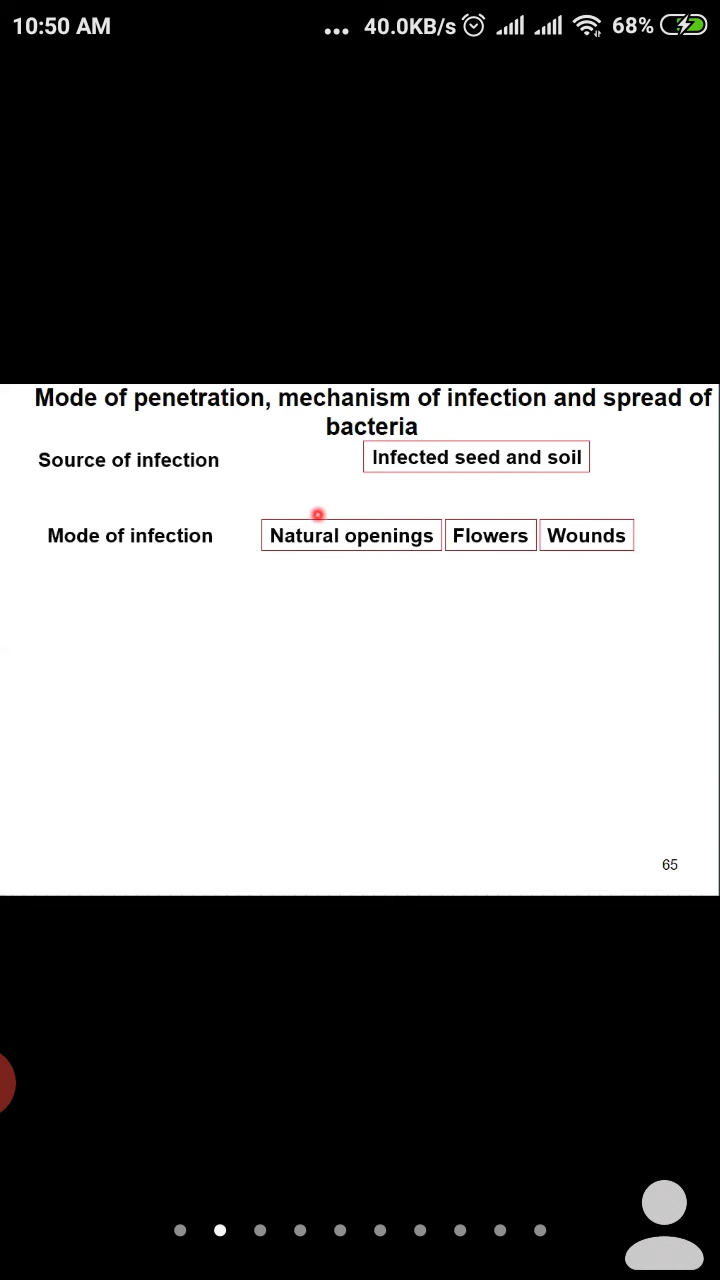 10:50 AM ... 40.0KB/s 68%
Mode of penetration, mechanism of infection and spread of
bacteria
Source of infection Infected seed and soil
Mode of infection Natural openings Flowers Wounds
65